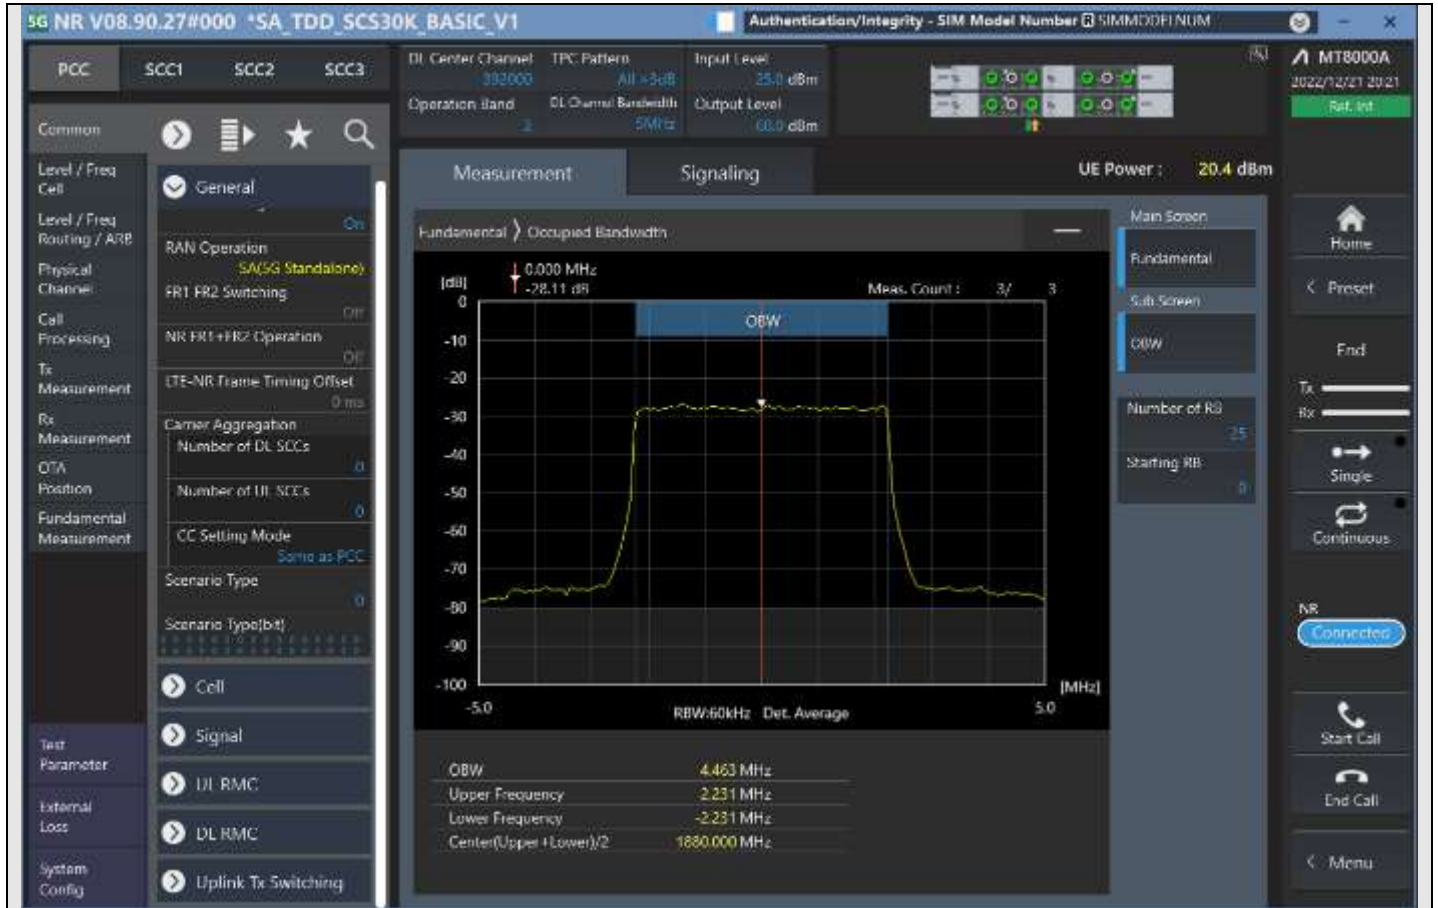 5G NR V08.90.27#000 *SA_TDD_SCS30K_BASIC_V1
Authentication/Integrity - SIM Model Number R SIMMODELNUM
PCC SCC1 SCC2 SCC3
DL Center Channel TPC Pattern Input Level
392000 All +3dB 25.0 dBm
Operation Band DL Channel Bandwidth Output Level
2 5MHz 60.0 dBm
MT8000A
2022/12/21 20:21
Ref. Int
Common
Level / Freq
Cell
Level / Freq
Routing / ARB
Physical
Channel
Call
Processing
Tx
Measurement
Rx
Measurement
OTA
Position
Fundamental
Measurement
Test
Parameter
External
Loss
System
Config
General
On
RAN Operation
SA(5G Standalone)
FR1 FR2 Switching
Off
NR FR1+FR2 Operation
Off
LTE-NR Frame Timing Offset
0 ms
Carrier Aggregation
Number of DL SCCs
0
Number of UL SCCs
0
CC Setting Mode
Same as PCC
Scenario Type
0
Scenario Type(bit)
Cell
Signal
UL RMC
DL RMC
Uplink Tx Switching
Measurement Signaling
UE Power : 20.4 dBm
Fundamental Occupied Bandwidth
0.000 MHz
-28.11 dB
Meas. Count : 3/ 3
[dB]
OBW
0
-10
-20
-30
-40
-50
-60
-70
-80
-90
-100
-5.0 5.0
[MHz]
RBW:60kHz Det. Average
OBW 4.463 MHz
Upper Frequency 2.231 MHz
Lower Frequency -2.231 MHz
Center(Upper+Lower)/2 1880.000 MHz
Main Screen
Fundamental
Sub Screen
OBW
Number of RB
25
Starting RB
0
Home
Preset
End
Tx
Rx
Single
Continuous
NR
Connected
Start Call
End Call
Menu